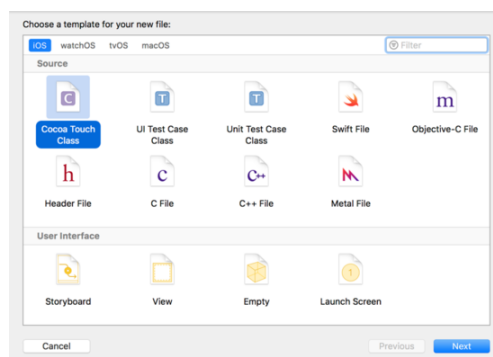 Choose a template for your new file:
iOS watchOS tvOS macOS Filter
Source
C T T m
Cocoa Touch Class
UI Test Case Class
Unit Test Case Class
Swift File
Objective-C File
h C C++
Header File
C File
C++ File
Metal File
User Interface
1
Storyboard
View
Empty
Launch Screen
Cancel Previous Next